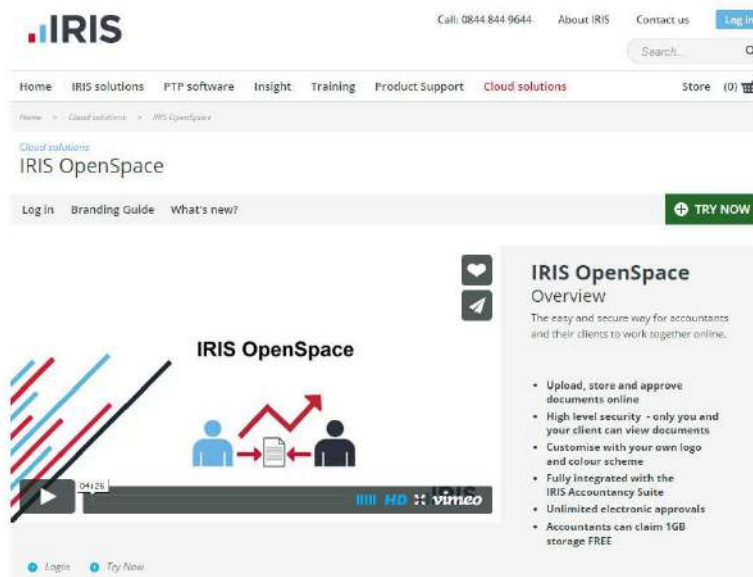 IRIS
Call: 0844 844 9644 About IRIS Contact us Log in
Search...
Home IRIS solutions PTP software Insight Training Product Support Cloud solutions Store (0)
Home > Cloud solutions > IRIS OpenSpace
Cloud solutions
IRIS OpenSpace
Log in Branding Guide What's new? TRY NOW
IRIS OpenSpace
04:26
HD vimeo
IRIS OpenSpace
Overview
The easy and secure way for accountants
and their clients to work together online.
• Upload, store and approve
documents online
• High level security - only you and
your client can view documents
• Customise with your own logo
and colour scheme
• Fully integrated with the
IRIS Accountancy Suite
• Unlimited electronic approvals
• Accountants can claim 1GB
storage FREE
Login Try Now